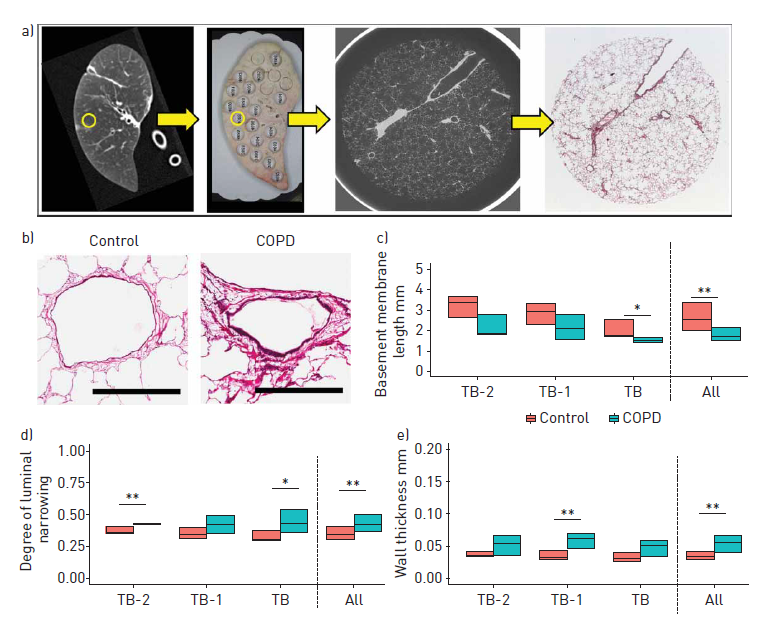 a)
b)
Control
COPD
c)
Basement membrane
length mm
5
4
3
2
1
0
*
**
TB-2
TB-1
TB
All
Control
COPD
d)
Degree of luminal
narrowing
1.00
0.75
0.50
0.25
0.00
**
*
**
TB-2
TB-1
TB
All
e)
Wall thickness mm
0.20
0.15
0.10
0.05
0.00
**
**
TB-2
TB-1
TB
All